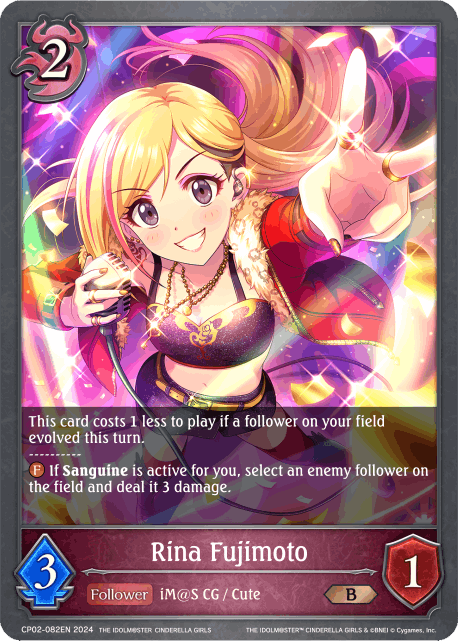 2
This card costs 1 less to play if a follower on your field
evolved this turn.
----------
F If Sanguine is active for you, select an enemy follower on
the field and deal it 3 damage.
Rina Fujimoto
3
Follower iM@S CG / Cute
B
1
CP02-082EN 2024 THE IDOLM@STER CINDERELLA GIRLS THE IDOLM@STER™ CINDERELLA GIRLS & ©BNEI © Cygames, Inc.